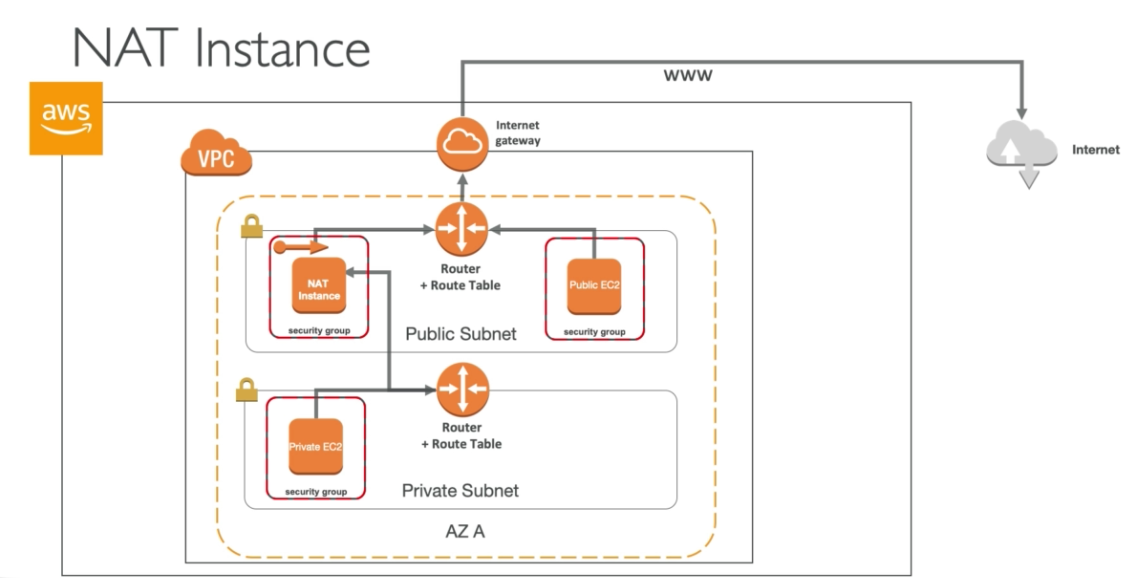 NAT Instance
aws
WWW
Internet
gateway
Internet
VPC
Router
+ Route Table
NAT
Instance
security group
Public EC2
security group
Public Subnet
Router
+ Route Table
Private EC2
security group
Private Subnet
AZ A